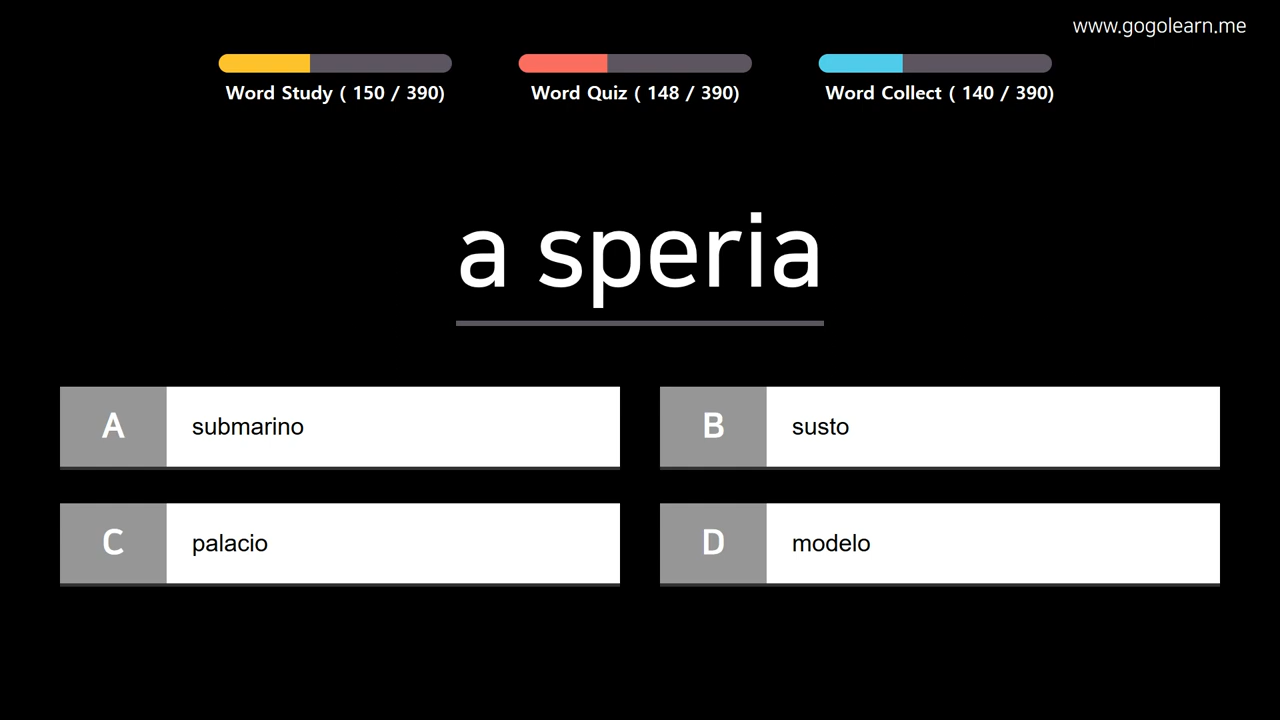 www.gogolearn.me
Word Study ( 150 / 390)
Word Quiz ( 148 / 390)
Word Collect ( 140 / 390)
a speria
A submarino
B susto
C palacio
D modelo